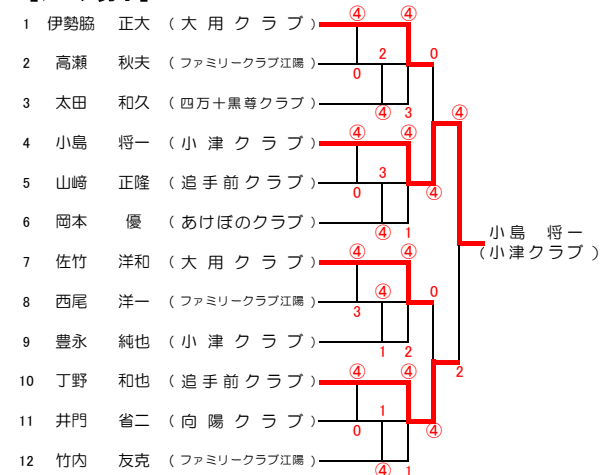 ④ ④
1 伊勢脇 正大 (大用クラブ)
2 0
2 高瀬 秋夫 (ファミリークラブ江陽)
0
3 太田 和久 (四万十黒尊クラブ)
④ 3 ④
④ ④
4 小島 将一 (小津クラブ)
3
5 山﨑 正隆 (追手前クラブ)
0 ④
6 岡本 優 (あけぼのクラブ)
④ 1
小島 将一
(小津クラブ)
④ ④
7 佐竹 洋和 (大用クラブ)
④ 0
8 西尾 洋一 (ファミリークラブ江陽)
3
9 豊永 純也 (小津クラブ)
1 2
④ ④ 2
10 丁野 和也 (追手前クラブ)
1
11 井門 省二 (向陽クラブ)
0 ④
12 竹内 友克 (ファミリークラブ江陽)
④ 1